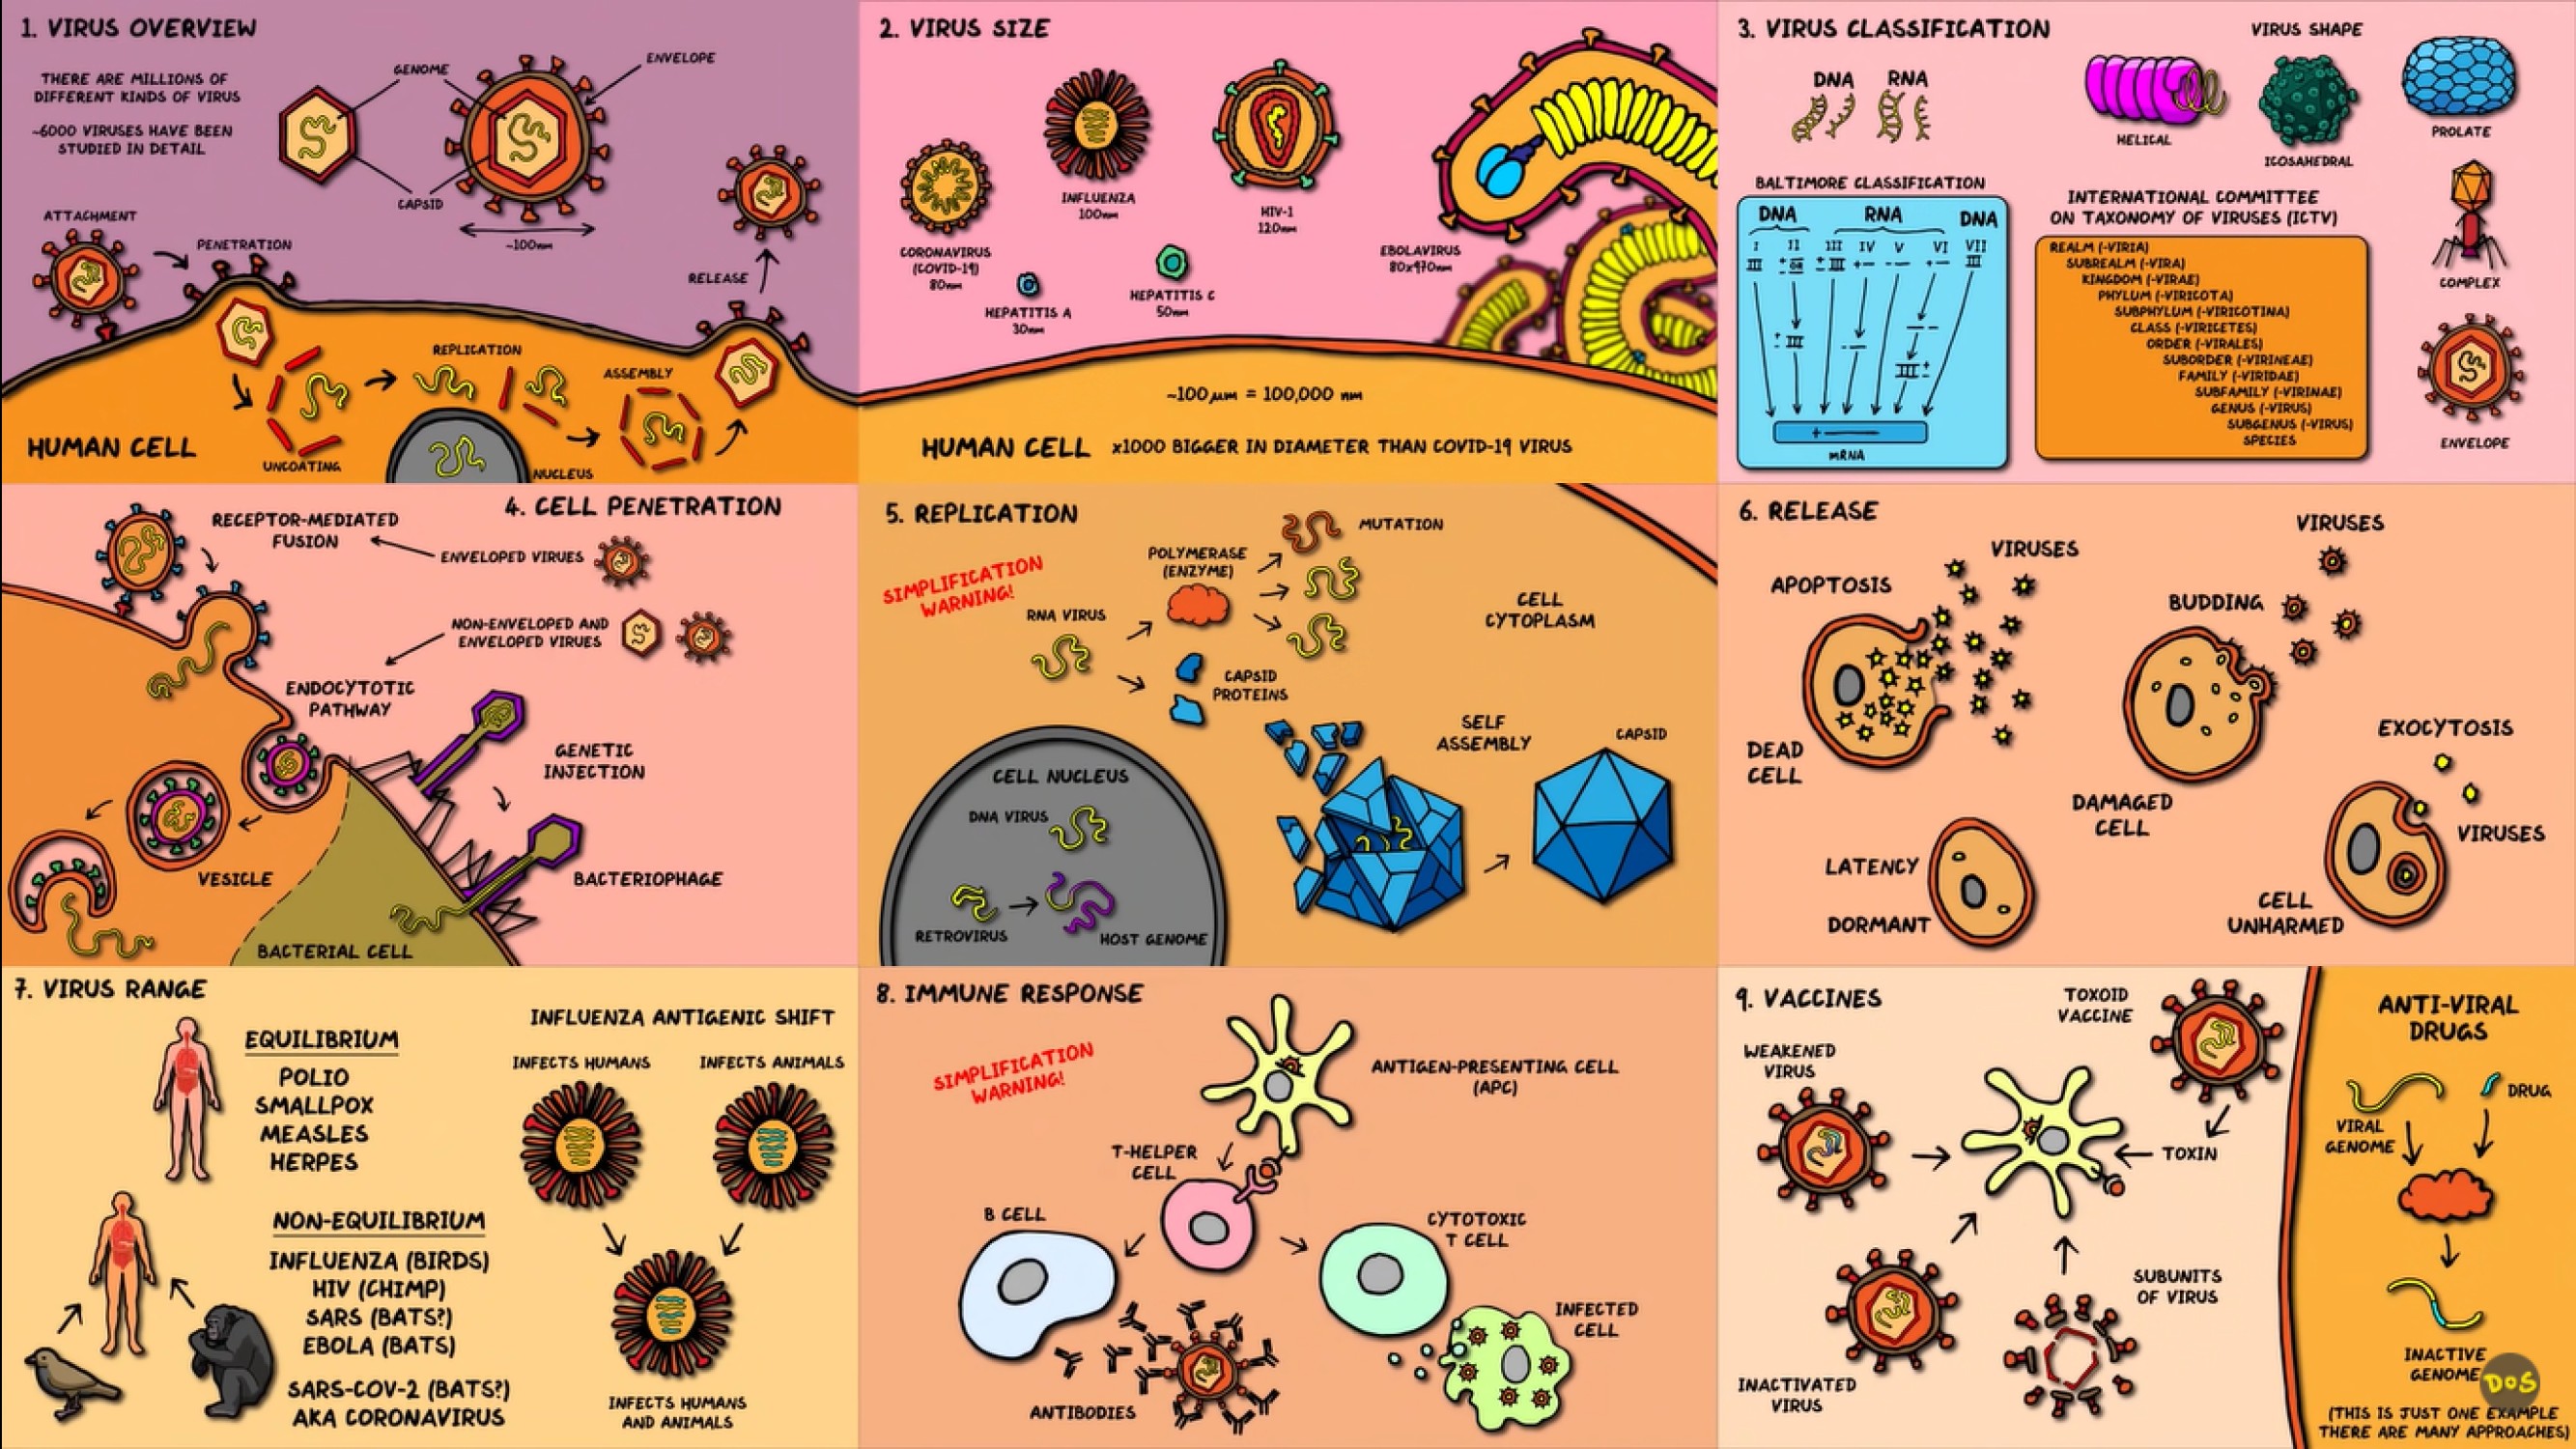 1. VIRUS OVERVIEW
THERE ARE MILLIONS OF
DIFFERENT KINDS OF VIRUS
~6000 VIRUSES HAVE BEEN
STUDIED IN DETAIL
GENOME
ENVELOPE
CAPSID
~100nm
ATTACHMENT
PENETRATION
RELEASE
REPLICATION
ASSEMBLY
UNCOATING
NUCLEUS
HUMAN CELL
2. VIRUS SIZE
CORONAVIRUS
(COVID-19)
80nm
INFLUENZA
100nm
HIV-1
120nm
HEPATITIS A
30nm
HEPATITIS C
50nm
EBOLAVIRUS
80x970nm
~100µm = 100,000 nm
HUMAN CELL x1000 BIGGER IN DIAMETER THAN COVID-19 VIRUS
3. VIRUS CLASSIFICATION
DNA RNA
VIRUS SHAPE
HELICAL
ICOSAHEDRAL
PROLATE
COMPLEX
ENVELOPE
BALTIMORE CLASSIFICATION
DNA RNA DNA
I II III IV V VI VII
+ OR -
mRNA
INTERNATIONAL COMMITTEE
ON TAXONOMY OF VIRUSES (ICTV)
REALM (-VIRIA)
SUBREALM (-VIRA)
KINGDOM (-VIRAE)
PHYLUM (-VIRICOTA)
SUBPHYLUM (-VIRICOTINA)
CLASS (-VIRICETES)
ORDER (-VIRALES)
SUBORDER (-VIRINEAE)
FAMILY (-VIRIDAE)
SUBFAMILY (-VIRINAE)
GENUS (-VIRUS)
SUBGENUS (-VIRUS)
SPECIES
4. CELL PENETRATION
RECEPTOR-MEDIATED
FUSION
ENVELOPED VIRUES
NON-ENVELOPED AND
ENVELOPED VIRUES
ENDOCYTOTIC
PATHWAY
GENETIC
INJECTION
VESICLE
BACTERIOPHAGE
BACTERIAL CELL
5. REPLICATION
SIMPLIFICATION
WARNING!
RNA VIRUS
POLYMERASE
(ENZYME)
MUTATION
CAPSID
PROTEINS
CELL
CYTOPLASM
SELF
ASSEMBLY
CAPSID
CELL NUCLEUS
DNA VIRUS
RETROVIRUS
HOST GENOME
6. RELEASE
APOPTOSIS
VIRUSES
DEAD
CELL
BUDDING
VIRUSES
DAMAGED
CELL
EXOCYTOSIS
VIRUSES
CELL
UNHARMED
LATENCY
DORMANT
7. VIRUS RANGE
EQUILIBRIUM
POLIO
SMALLPOX
MEASLES
HERPES
NON-EQUILIBRIUM
INFLUENZA (BIRDS)
HIV (CHIMP)
SARS (BATS?)
EBOLA (BATS)
SARS-COV-2 (BATS?)
AKA CORONAVIRUS
INFLUENZA ANTIGENIC SHIFT
INFECTS HUMANS
INFECTS ANIMALS
INFECTS HUMANS
AND ANIMALS
8. IMMUNE RESPONSE
SIMPLIFICATION
WARNING!
ANTIGEN-PRESENTING CELL
(APC)
T-HELPER
CELL
B CELL
CYTOTOXIC
T CELL
INFECTED
CELL
ANTIBODIES
9. VACCINES
WEAKENED
VIRUS
TOXOID
VACCINE
TOXIN
INACTIVATED
VIRUS
SUBUNITS
OF VIRUS
ANTI-VIRAL
DRUGS
DRUG
VIRAL
GENOME
INACTIVE
GENOME
DOS
(THIS IS JUST ONE EXAMPLE
THERE ARE MANY APPROACHES)